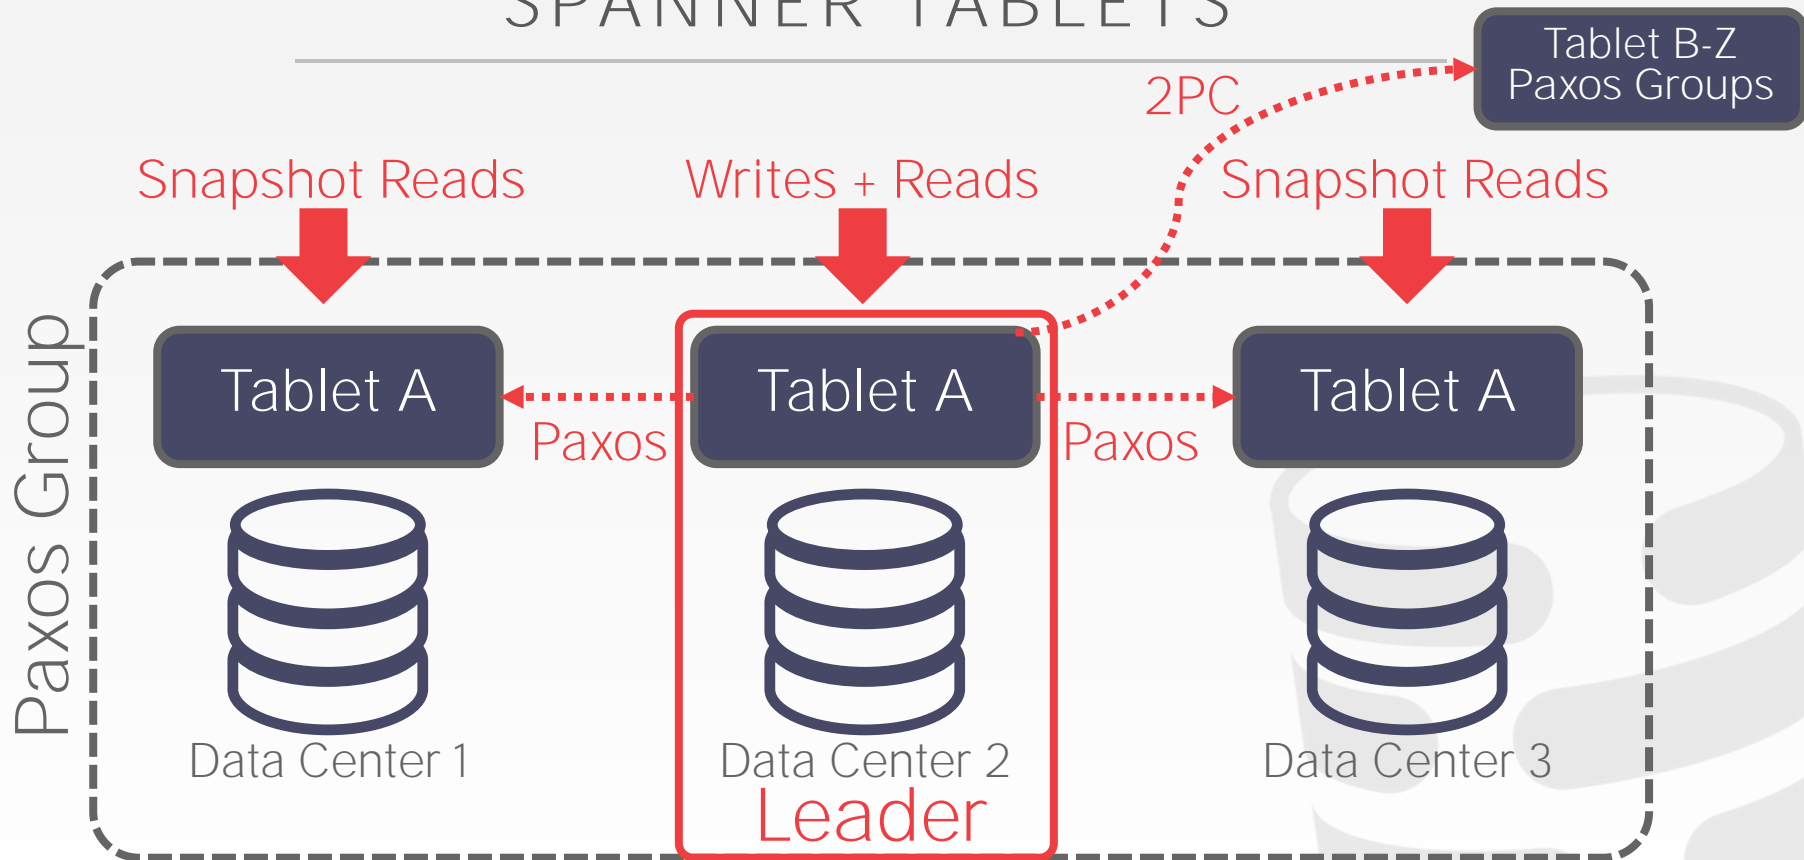 SPANNER TABLETS
Tablet B-Z
Paxos Groups
2PC
Snapshot Reads
Writes + Reads
Snapshot Reads
Paxos Group
Tablet A
Tablet A
Tablet A
Paxos
Paxos
Data Center 1
Data Center 2
Data Center 3
Leader